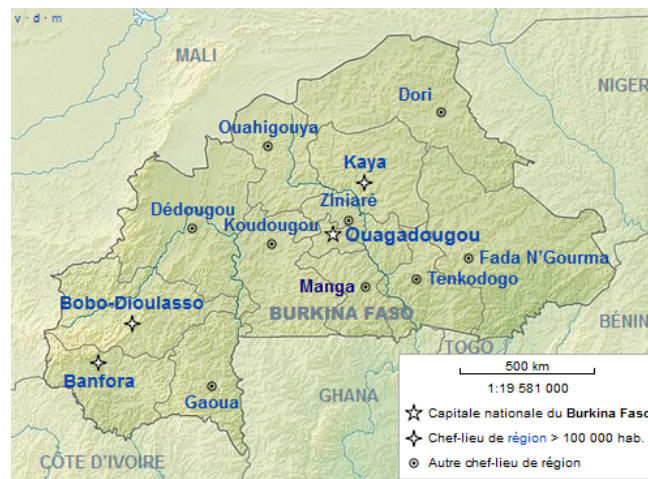 v · d · m
MALI
NIGER
Dori
Ouahigouya
Kaya
Ziniaré
Dédougou
Koudougou
Ouagadougou
Fada N'Gourma
Tenkodogo
Manga
Bobo-Dioulasso
BURKINA FASO
BÉNIN
TOGO
Banfora
Gaoua
GHANA
CÔTE D'IVOIRE
500 km
1:19 581 000
Capitale nationale du Burkina Faso
Chef-lieu de région > 100 000 hab.
Autre chef-lieu de région